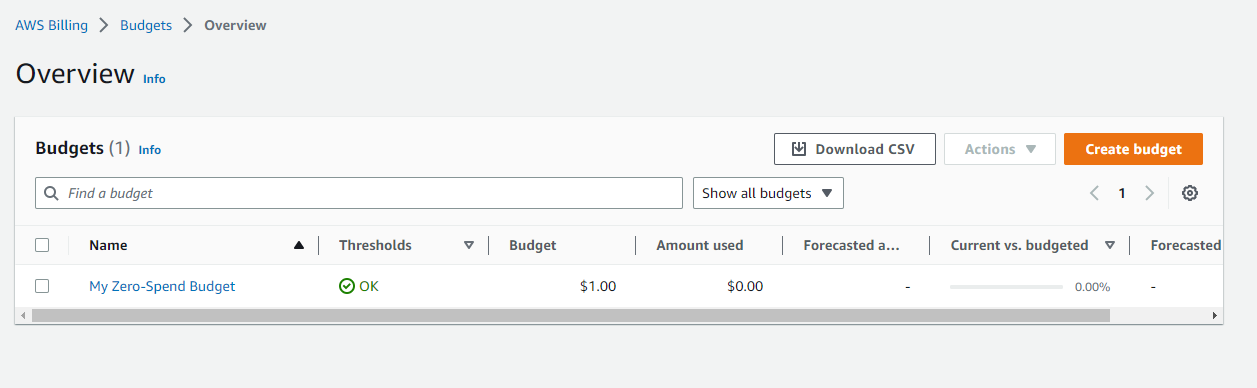 AWS Billing > Budgets > Overview
Overview Info
Budgets (1) Info Download CSV Actions Create budget
Find a budget Show all budgets 1
Name Thresholds Budget Amount used Forecasted a... Current vs. budgeted Forecasted
My Zero-Spend Budget OK $1.00 $0.00 - 0.00% -